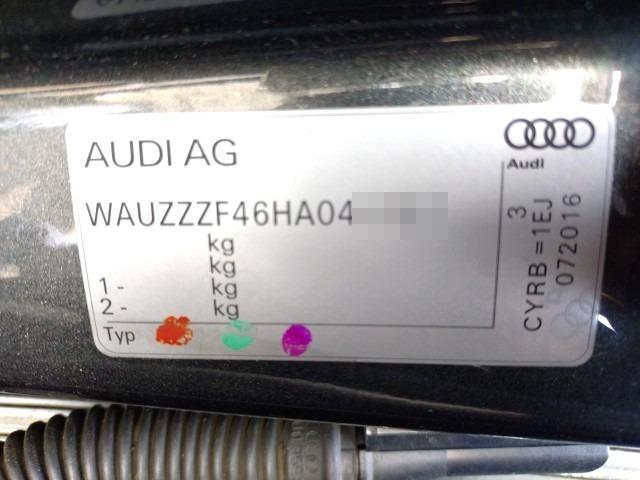 AUDI AG
Audi
WAUZZZF46HA04
kg
kg
1 - kg
2 - kg
Typ
3
CYRB = 1EJ
072016